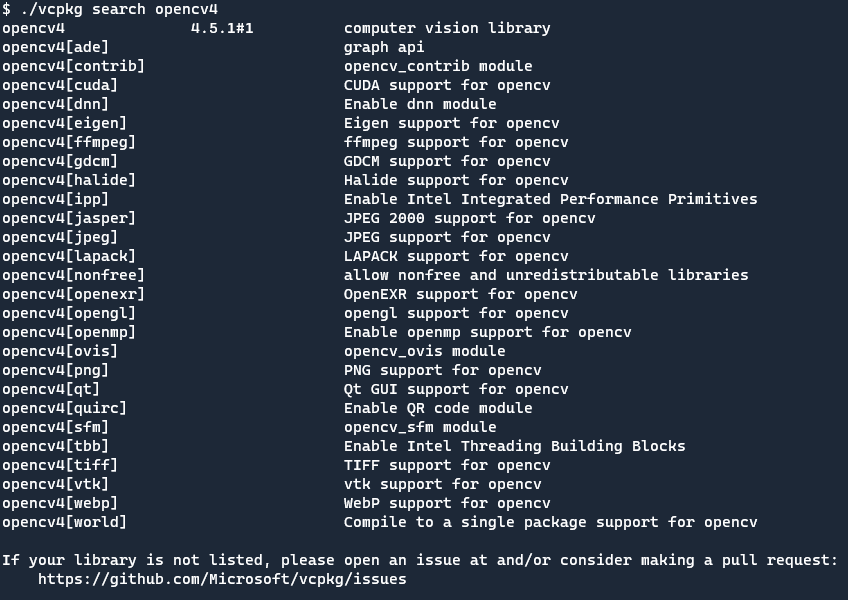 $ ./vcpkg search opencv4
opencv4              4.5.1#1          computer vision library
opencv4[ade]                          graph api
opencv4[contrib]                      opencv_contrib module
opencv4[cuda]                         CUDA support for opencv
opencv4[dnn]                          Enable dnn module
opencv4[eigen]                        Eigen support for opencv
opencv4[ffmpeg]                       ffmpeg support for opencv
opencv4[gdcm]                         GDCM support for opencv
opencv4[halide]                       Halide support for opencv
opencv4[ipp]                          Enable Intel Integrated Performance Primitives
opencv4[jasper]                       JPEG 2000 support for opencv
opencv4[jpeg]                         JPEG support for opencv
opencv4[lapack]                       LAPACK support for opencv
opencv4[nonfree]                      allow nonfree and unredistributable libraries
opencv4[openexr]                      OpenEXR support for opencv
opencv4[opengl]                       opengl support for opencv
opencv4[openmp]                       Enable openmp support for opencv
opencv4[ovis]                         opencv_ovis module
opencv4[png]                          PNG support for opencv
opencv4[qt]                           Qt GUI support for opencv
opencv4[quirc]                        Enable QR code module
opencv4[sfm]                          opencv_sfm module
opencv4[tbb]                          Enable Intel Threading Building Blocks
opencv4[tiff]                         TIFF support for opencv
opencv4[vtk]                          vtk support for opencv
opencv4[webp]                         WebP support for opencv
opencv4[world]                        Compile to a single package support for opencv
If your library is not listed, please open an issue at and/or consider making a pull request:
    https://github.com/Microsoft/vcpkg/issues